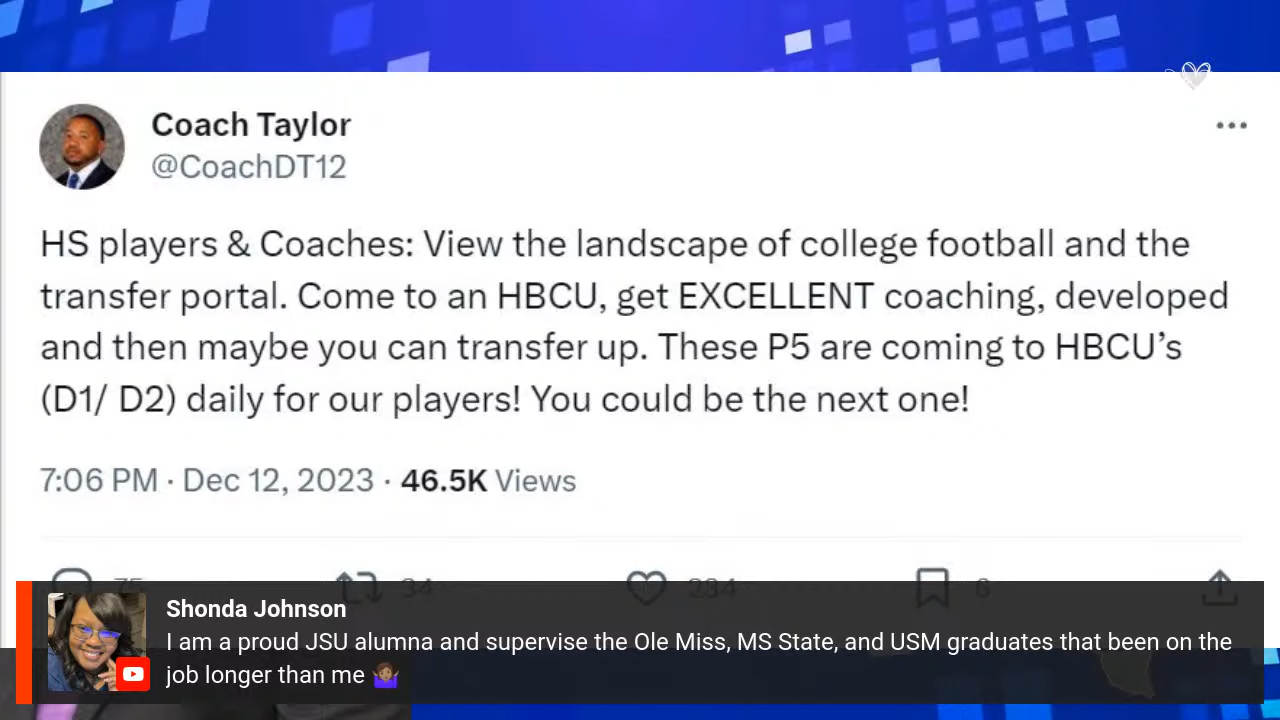 Coach Taylor
@CoachDT12
HS players & Coaches: View the landscape of college football and the
transfer portal. Come to an HBCU, get EXCELLENT coaching, developed
and then maybe you can transfer up. These P5 are coming to HBCU’s
(D1/ D2) daily for our players! You could be the next one!
7:06 PM · Dec 12, 2023 · 46.5K Views
75 34 234 8
Shonda Johnson
I am a proud JSU alumna and supervise the Ole Miss, MS State, and USM graduates that been on the
job longer than me 🤷🏽‍♀️